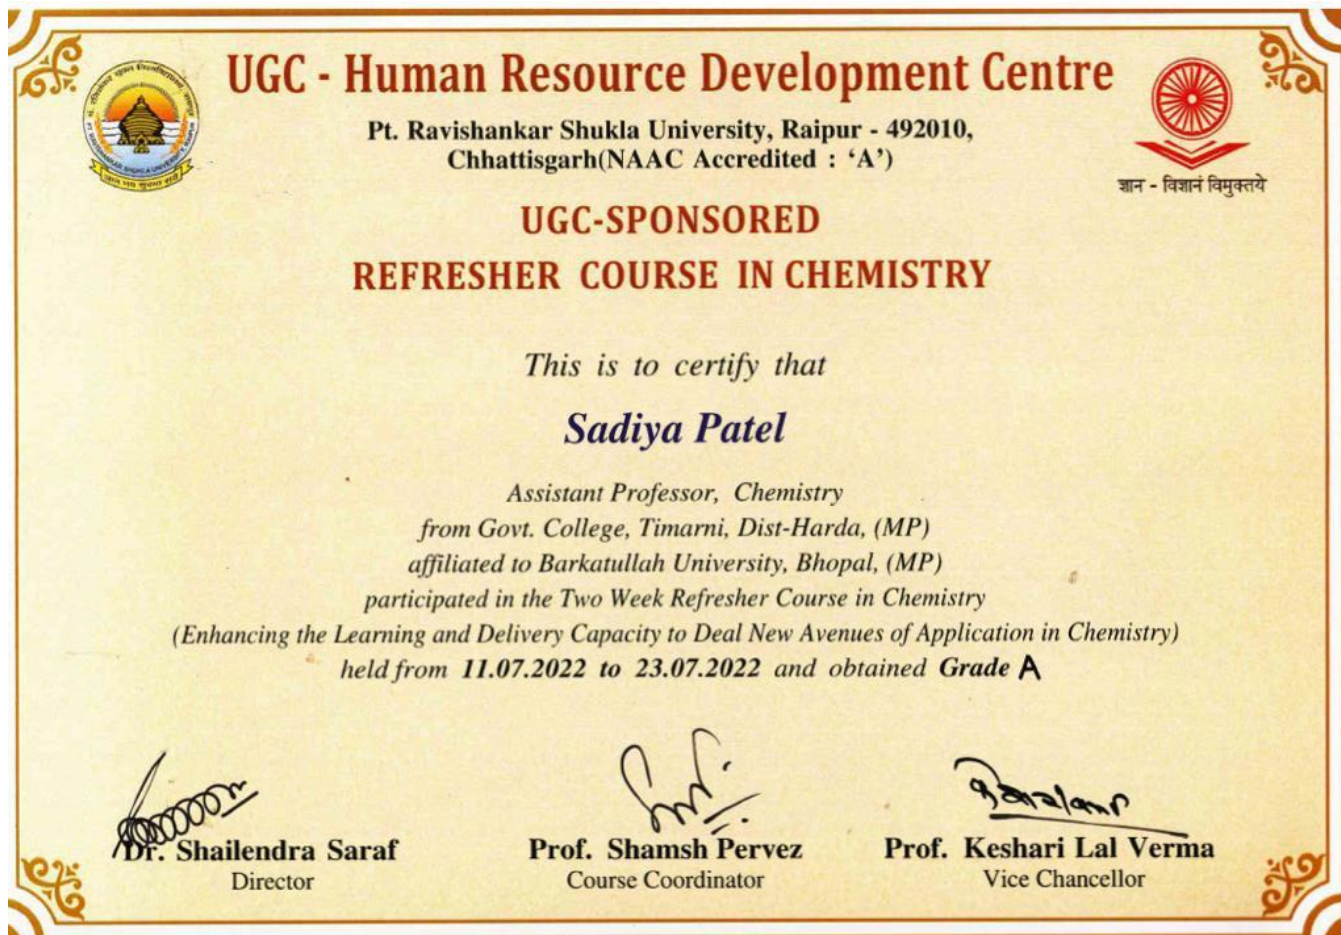 UGC - Human Resource Development Centre
Pt. Ravishankar Shukla University, Raipur - 492010,
Chhattisgarh(NAAC Accredited : ‘A’)
ज्ञान - विज्ञानं विमुक्तये
UGC-SPONSORED
REFRESHER COURSE IN CHEMISTRY
This is to certify that
Sadiya Patel
Assistant Professor, Chemistry
from Govt. College, Timarni, Dist-Harda, (MP)
affiliated to Barkatullah University, Bhopal, (MP)
participated in the Two Week Refresher Course in Chemistry
(Enhancing the Learning and Delivery Capacity to Deal New Avenues of Application in Chemistry)
held from 11.07.2022 to 23.07.2022 and obtained Grade A
Dr. Shailendra Saraf
Director
Prof. Shamsh Pervez
Course Coordinator
Prof. Keshari Lal Verma
Vice Chancellor